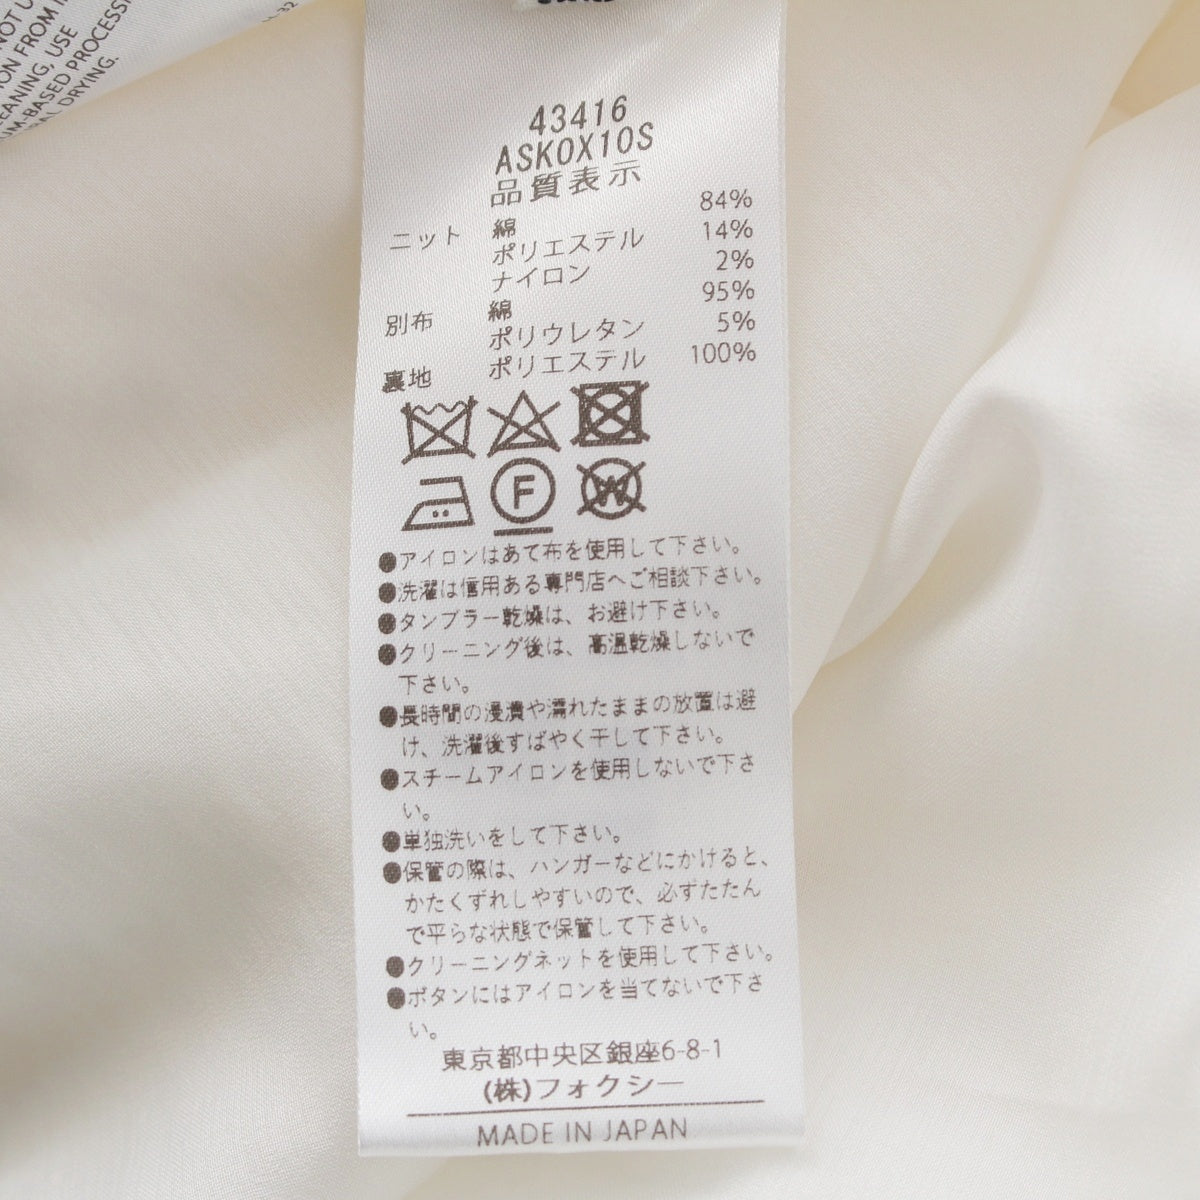 NOT U
ION FROM
EANING, USE
UM-BASED PROCESS
AL DRYING.
43416
ASK0X10S
品質表示
ニット 綿 84%
ポリエステル 14%
ナイロン 2%
別布 綿 95%
ポリウレタン 5%
裏地 ポリエステル 100%
F W
●アイロンはあて布を使用して下さい。
●洗濯は信用ある専門店へご相談下さい。
●タンブラー乾燥は、お避け下さい。
●クリーニング後は、高温乾燥しないで
下さい。
●長時間の浸漬や濡れたままの放置は避
け、洗濯後すばやく干して下さい。
●スチームアイロンを使用しないで下さ
い。
●単独洗いをして下さい。
●保管の際は、ハンガーなどにかけると、
かたくずれしやすいので、必ずたたん
で平らな状態で保管して下さい。
●クリーニングネットを使用して下さい。
●ボタンにはアイロンを当てないで下さ
い。
東京都中央区銀座6-8-1
(株)フォクシー
MADE IN JAPAN